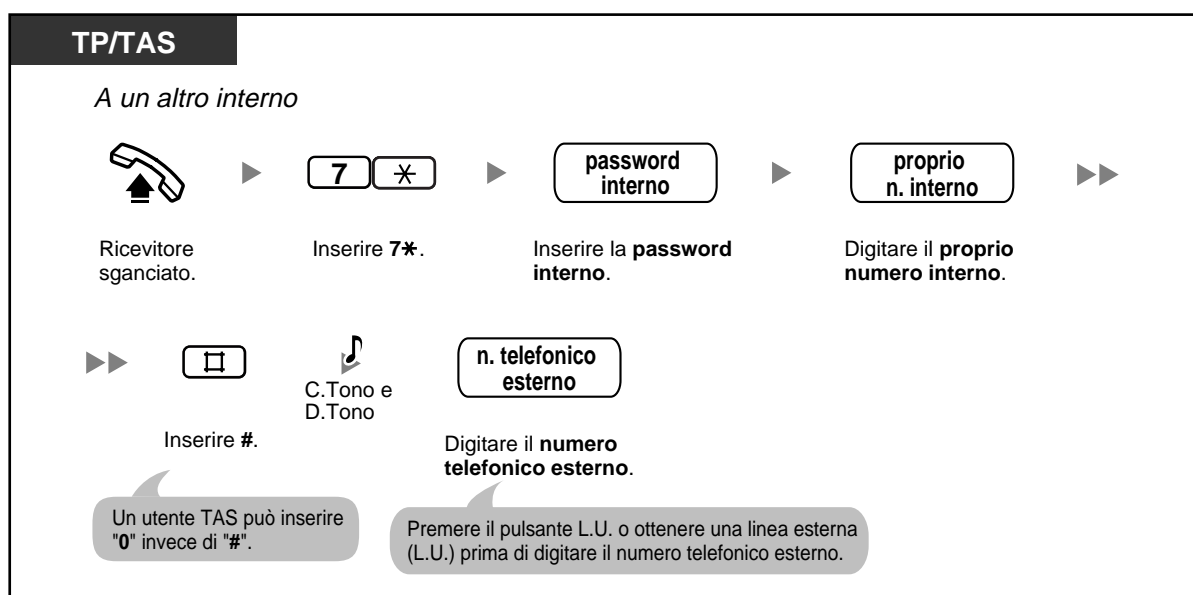 TP/TAS
A un altro interno
7 ✳
password
interno
proprio
n. interno
Ricevitore
sganciato.
Inserire 7✳.
Inserire la password
interno.
Digitare il proprio
numero interno.
#
C.Tono e
D.Tono
n. telefonico
esterno
Inserire #.
Digitare il numero
telefonico esterno.
Un utente TAS può inserire
"0" invece di "#".
Premere il pulsante L.U. o ottenere una linea esterna
(L.U.) prima di digitare il numero telefonico esterno.